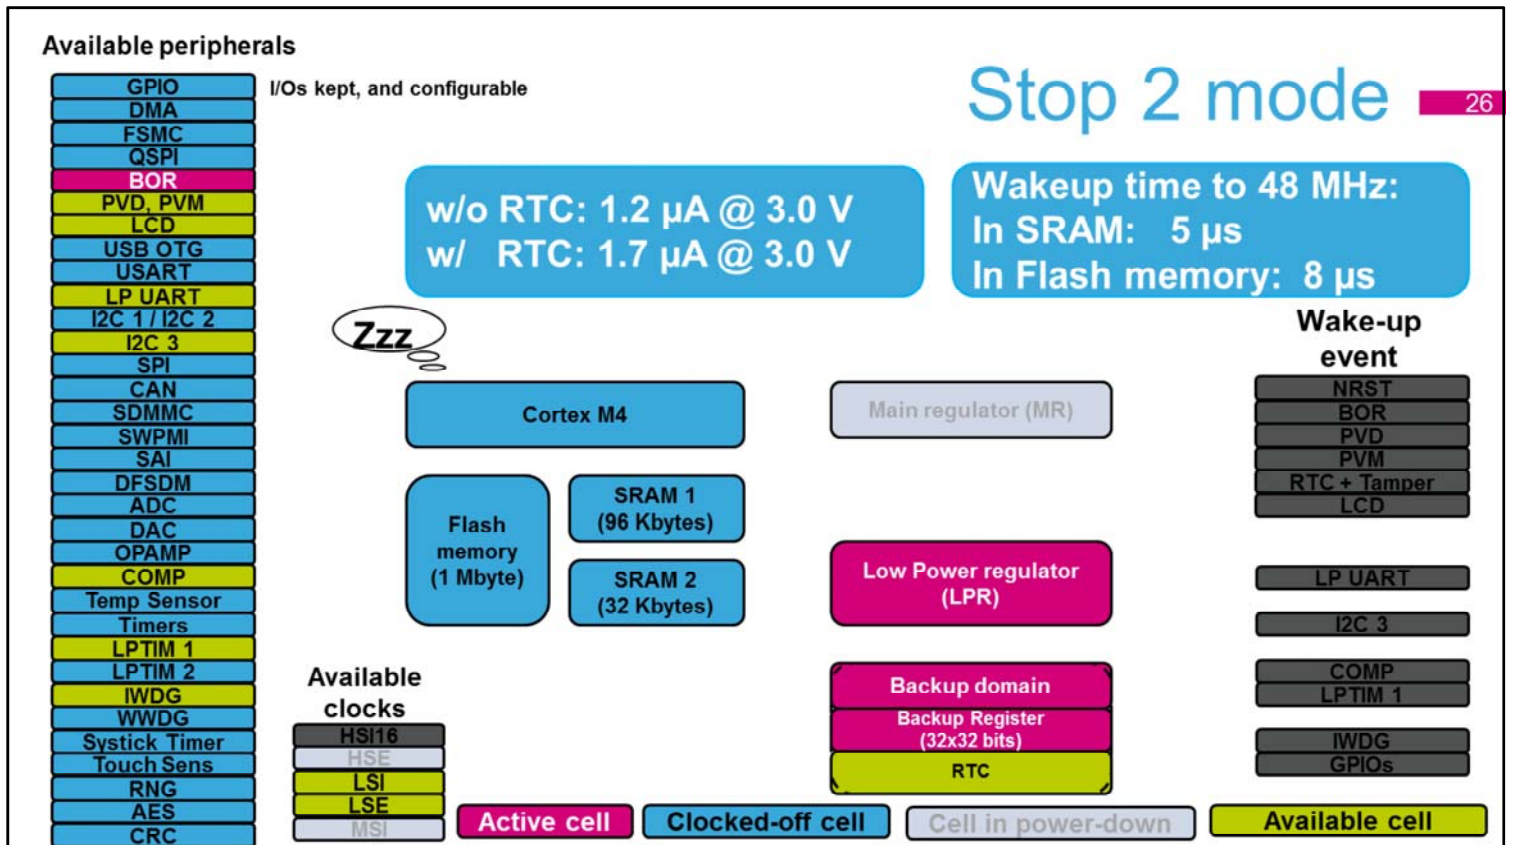 Available peripherals
GPIO
I/Os kept, and configurable
DMA
FSMC
QSPI
BOR
PVD, PVM
LCD
USB OTG
USART
LP UART
I2C 1 / I2C 2
I2C 3
SPI
CAN
SDMMC
SWPMI
SAI
DFSDM
ADC
DAC
OPAMP
COMP
Temp Sensor
Timers
LPTIM 1
LPTIM 2
IWDG
WWDG
Systick Timer
Touch Sens
RNG
AES
CRC
Stop 2 mode
26
w/o RTC: 1.2 µA @ 3.0 V
w/ RTC: 1.7 µA @ 3.0 V
Wakeup time to 48 MHz:
In SRAM: 5 µs
In Flash memory: 8 µs
Zzz
Cortex M4
Flash
memory
(1 Mbyte)
SRAM 1
(96 Kbytes)
SRAM 2
(32 Kbytes)
Main regulator (MR)
Low Power regulator
(LPR)
Backup domain
Backup Register
(32x32 bits)
RTC
Wake-up
event
NRST
BOR
PVD
PVM
RTC + Tamper
LCD
LP UART
I2C 3
COMP
LPTIM 1
IWDG
GPIOs
Available
clocks
HSI16
HSE
LSI
LSE
MSI
Active cell
Clocked-off cell
Cell in power-down
Available cell